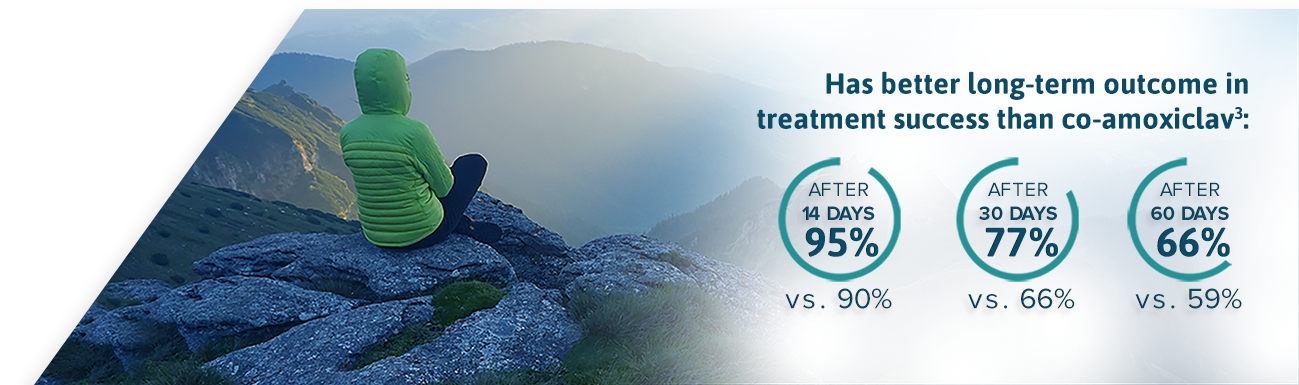 Has better long-term outcome in
treatment success than co-amoxiclav³:
AFTER
14 DAYS
95%
vs. 90%
AFTER
30 DAYS
77%
vs. 66%
AFTER
60 DAYS
66%
vs. 59%